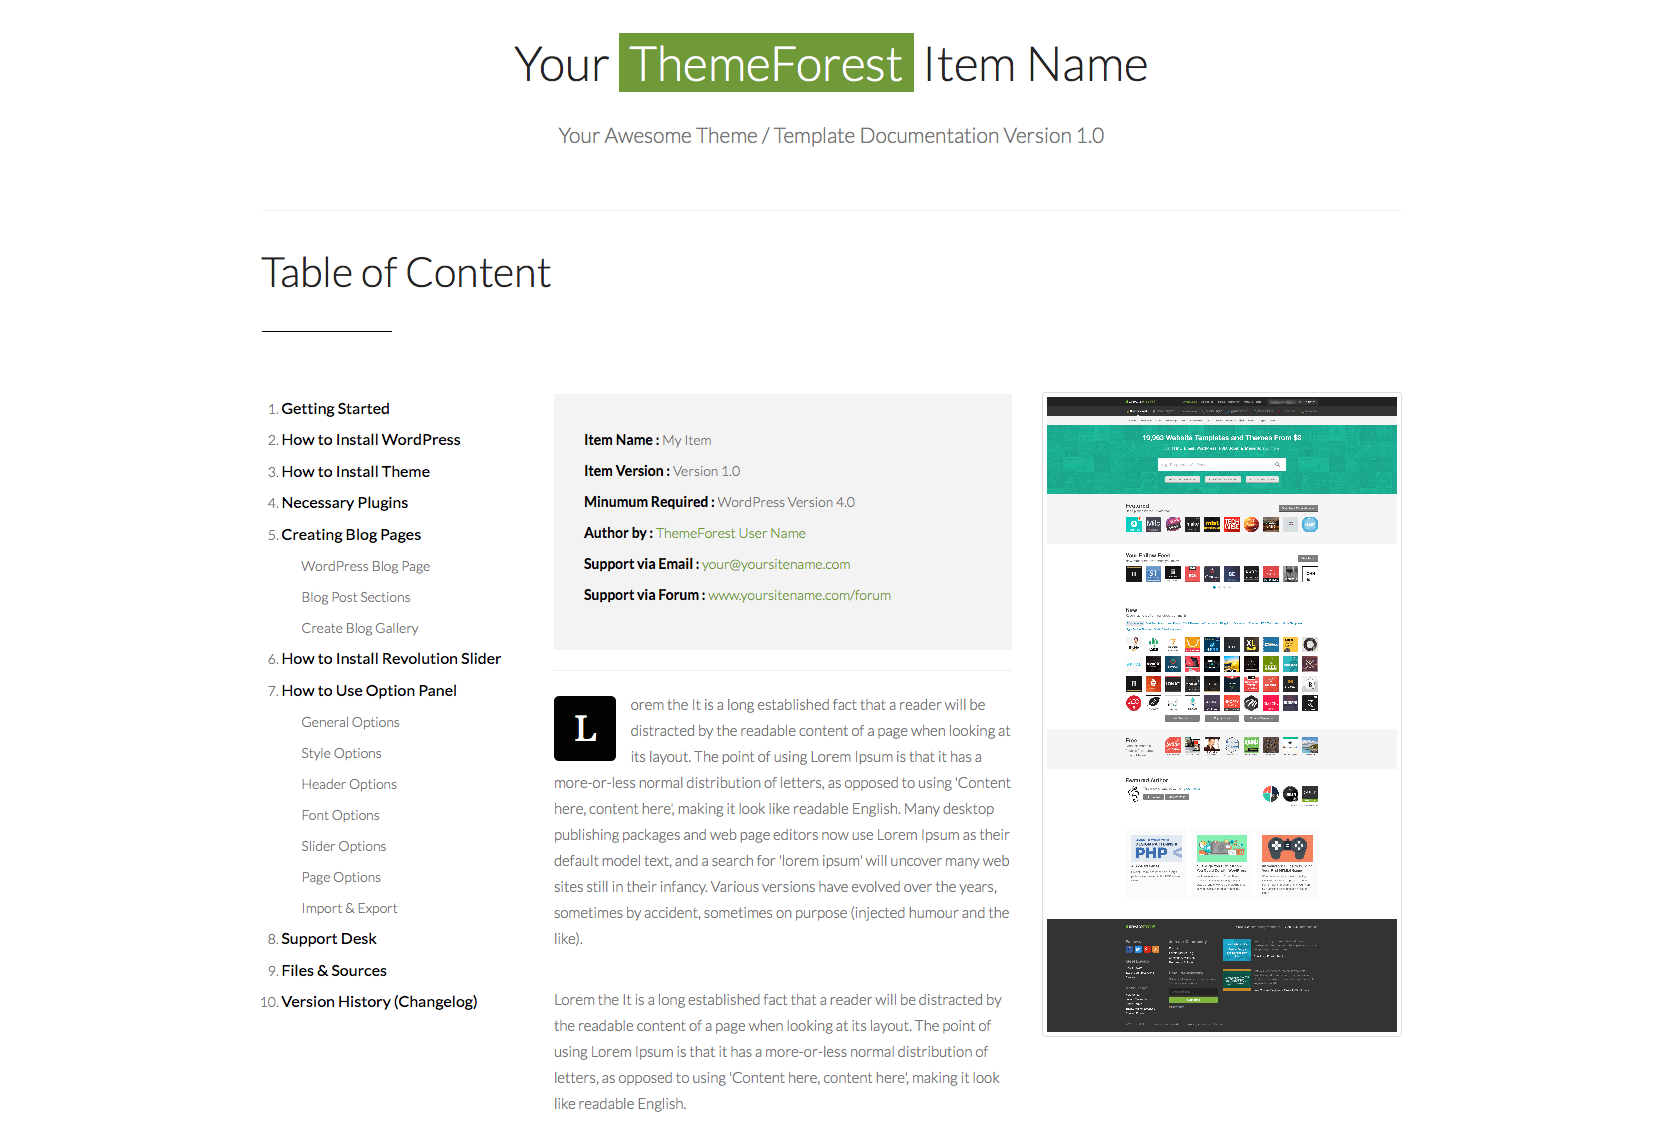 Your ThemeForest Item Name
Your Awesome Theme / Template Documentation Version 1.0
Table of Content
1. Getting Started
2. How to Install WordPress
3. How to Install Theme
4. Necessary Plugins
5. Creating Blog Pages
WordPress Blog Page
Blog Post Sections
Create Blog Gallery
6. How to Install Revolution Slider
7. How to Use Option Panel
General Options
Style Options
Header Options
Font Options
Slider Options
Page Options
Import & Export
8. Support Desk
9. Files & Sources
10. Version History (Changelog)
Item Name : My Item
Item Version : Version 1.0
Minumum Required : WordPress Version 4.0
Author by : ThemeForest User Name
Support via Email : your@yoursitename.com
Support via Forum : www.yoursitename.com/forum
L orem the It is a long established fact that a reader will be
distracted by the readable content of a page when looking at
its layout. The point of using Lorem Ipsum is that it has a
more-or-less normal distribution of letters, as opposed to using 'Content
here, content here', making it look like readable English. Many desktop
publishing packages and web page editors now use Lorem Ipsum as their
default model text, and a search for 'lorem ipsum' will uncover many web
sites still in their infancy. Various versions have evolved over the years,
sometimes by accident, sometimes on purpose (injected humour and the
like).
Lorem the It is a long established fact that a reader will be distracted by
the readable content of a page when looking at its layout. The point of
using Lorem Ipsum is that it has a more-or-less normal distribution of
letters, as opposed to using 'Content here, content here', making it look
like readable English.
19,963 Website Templates and Themes From $3
Featured
Your Follow Feed
New
Free
Featured Author
PHP